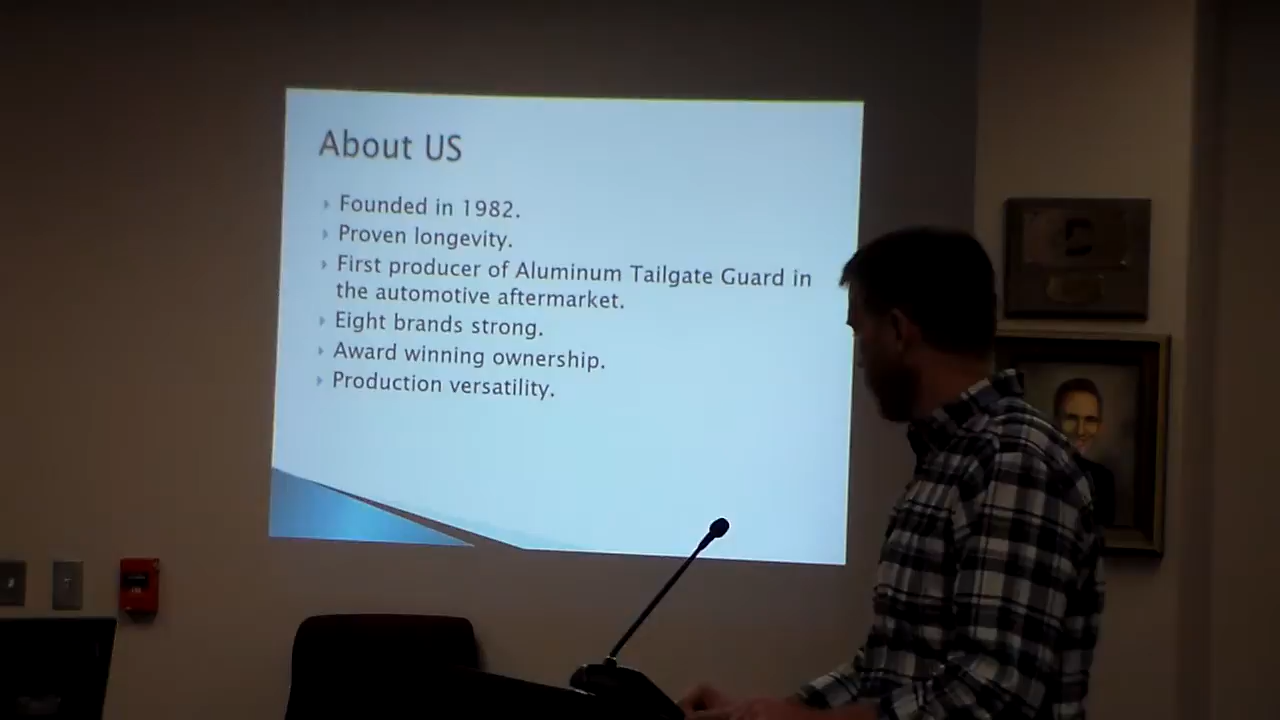 About US
Founded in 1982.
Proven longevity.
First producer of Aluminum Tailgate Guard in
the automotive aftermarket.
Eight brands strong.
Award winning ownership.
Production versatility.